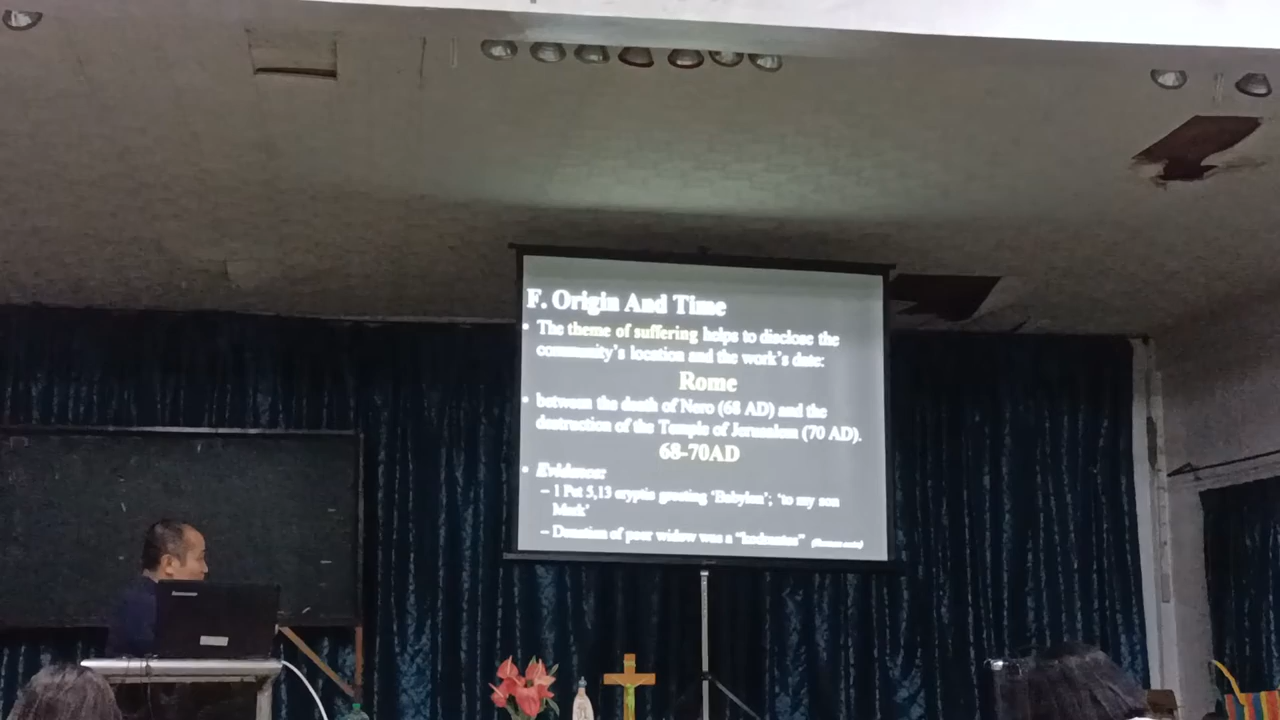 F. Origin And Time
• The theme of suffering helps to disclose the
community's location and the work's date:
Rome
• between the death of Nero (68 AD) and the
destruction of the Temple of Jerusalem (70 AD).
68-70AD
• Evidence:
– 1 Pet 5,13 cryptic greeting 'Babylon'; 'to my son
Mark'
– Donation of poor widow was a